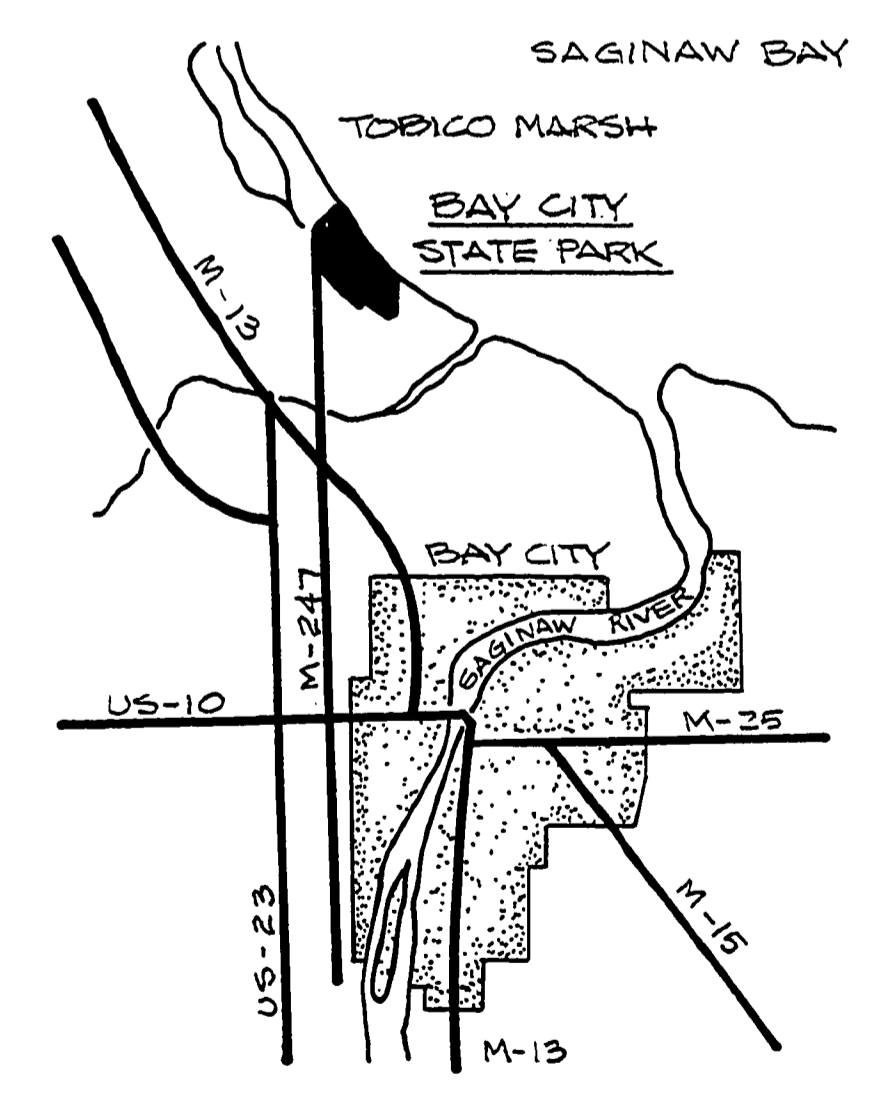 SAGINAW BAY
TOBICO MARSH
BAY CITY
STATE PARK
M-13
BAY CITY
M-247
SAGINAW RIVER
US-10
M-25
US-23
M-15
M-13